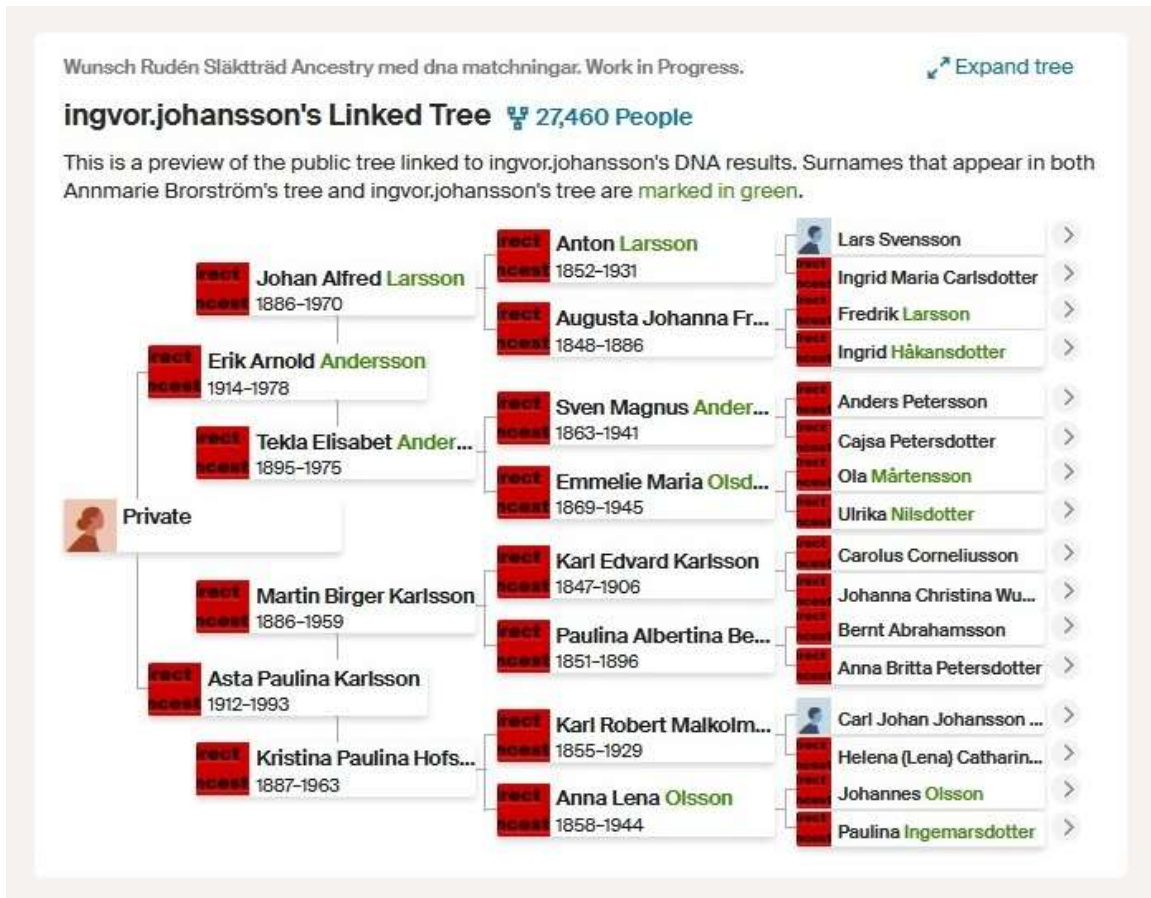 Wunsch Rudén Släktträd Ancestry med dna matchningar. Work in Progress.
Expand tree
ingvor.johansson's Linked Tree 27,460 People
This is a preview of the public tree linked to ingvor.johansson's DNA results. Surnames that appear in both
Annmarie Brorström's tree and ingvor.johansson's tree are marked in green.
Private
Erik Arnold Andersson
1914–1978
Asta Paulina Karlsson
1912–1993
Johan Alfred Larsson
1886–1970
Tekla Elisabet Ander...
1895–1975
Martin Birger Karlsson
1886–1959
Kristina Paulina Hofs...
1887–1963
Anton Larsson
1852–1931
Augusta Johanna Fr...
1848–1886
Sven Magnus Ander...
1863–1941
Emmelie Maria Olsd...
1869–1945
Karl Edvard Karlsson
1847–1906
Paulina Albertina Be...
1851–1896
Karl Robert Malkolm...
1855–1929
Anna Lena Olsson
1858–1944
Lars Svensson
Ingrid Maria Carlsdotter
Fredrik Larsson
Ingrid Håkansdotter
Anders Petersson
Cajsa Petersdotter
Ola Mårtensson
Ulrika Nilsdotter
Carolus Corneliusson
Johanna Christina Wu...
Bernt Abrahamsson
Anna Britta Petersdotter
Carl Johan Johansson ...
Helena (Lena) Catharin...
Johannes Olsson
Paulina Ingemarsdotter